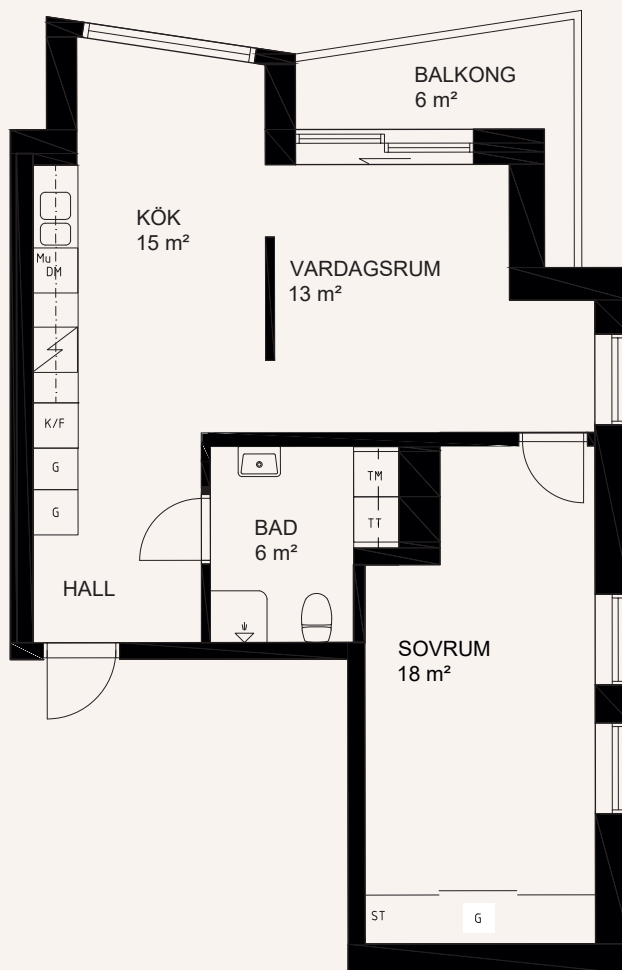 BALKONG
6 m²
KÖK
15 m²
VARDAGSRUM
13 m²
Mu
DM
K/F
G
G
HALL
BAD
6 m²
TM
TT
SOVRUM
18 m²
ST
G